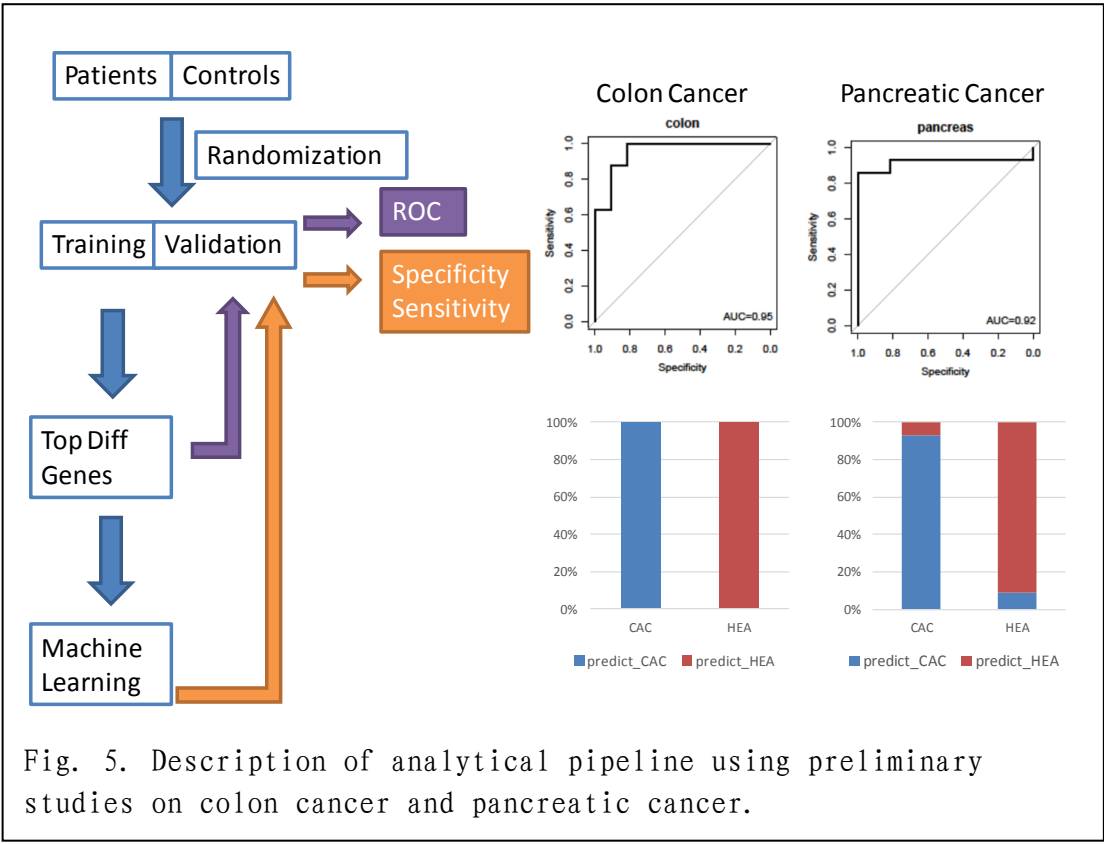 Patients Controls
Randomization
Training Validation
ROC
Specificity
Sensitivity
Top Diff
Genes
Machine
Learning
Colon Cancer
colon
1.0
0.8
0.6
0.4
0.2
0.0
Sensitivity
AUC=0.95
1.0 0.8 0.6 0.4 0.2 0.0
Specificity
Pancreatic Cancer
pancreas
1.0
0.8
0.6
0.4
0.2
0.0
Sensitivity
AUC=0.92
1.0 0.8 0.6 0.4 0.2 0.0
Specificity
100%
80%
60%
40%
20%
0%
CAC HEA
predict_CAC predict_HEA
100%
80%
60%
40%
20%
0%
CAC HEA
predict_CAC predict_HEA
Fig. 5. Description of analytical pipeline using preliminary
studies on colon cancer and pancreatic cancer.